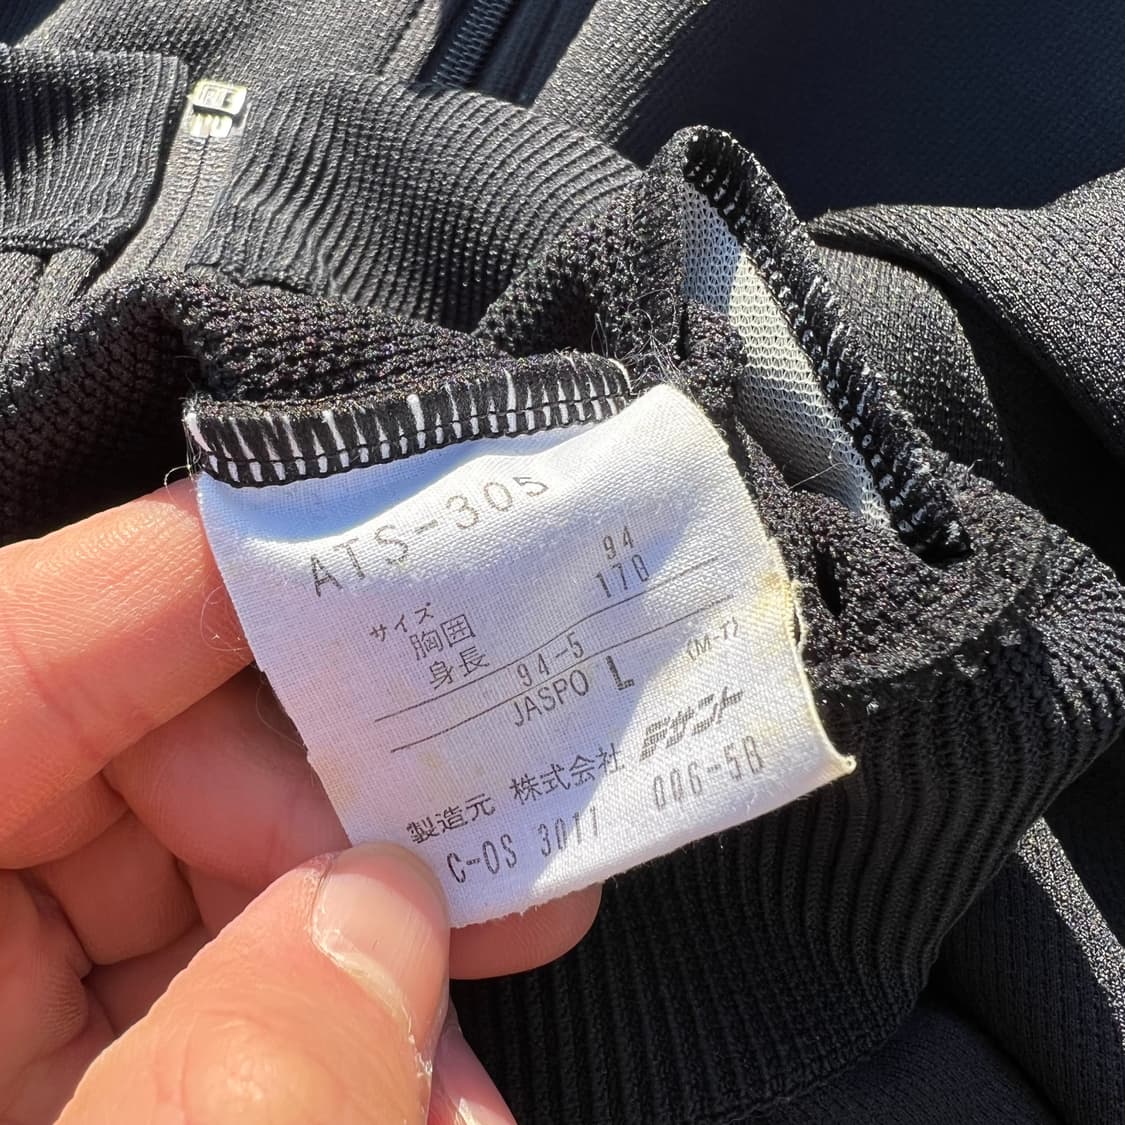 ATS-305
サイズ
胸囲 94
身長 170
94-5
JASPO L (M-T)
製造元 株式会社 デサント
C-OS 3011 006-5B